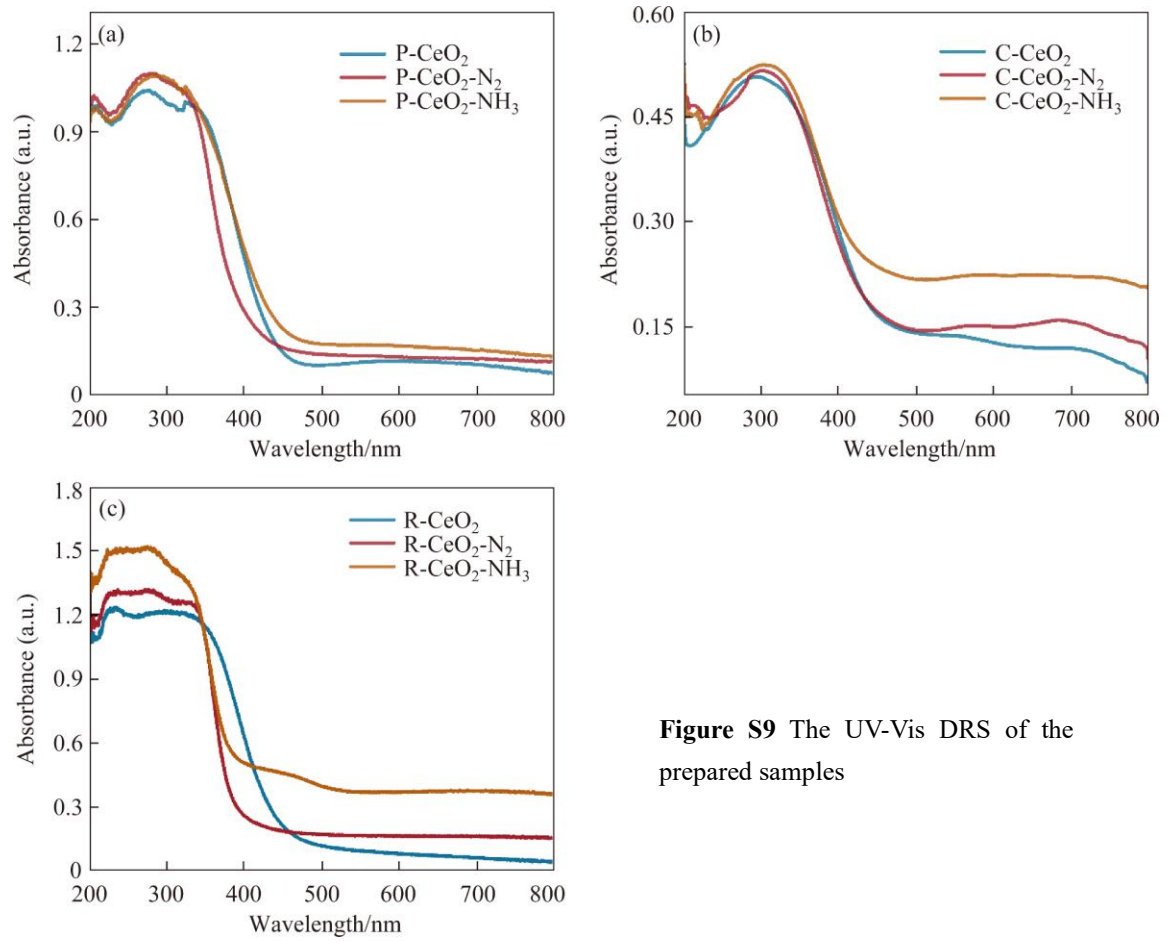 (a)
P-CeO₂
P-CeO₂-N₂
P-CeO₂-NH₃
1.2
0.9
0.6
0.3
0
Absorbance (a.u.)
200 300 400 500 600 700 800
Wavelength/nm
(b)
C-CeO₂
C-CeO₂-N₂
C-CeO₂-NH₃
0.60
0.45
0.30
0.15
Absorbance (a.u.)
200 300 400 500 600 700 800
Wavelength/nm
(c)
R-CeO₂
R-CeO₂-N₂
R-CeO₂-NH₃
1.8
1.5
1.2
0.9
0.6
0.3
0
Absorbance (a.u.)
200 300 400 500 600 700 800
Wavelength/nm
Figure S9 The UV-Vis DRS of the
prepared samples